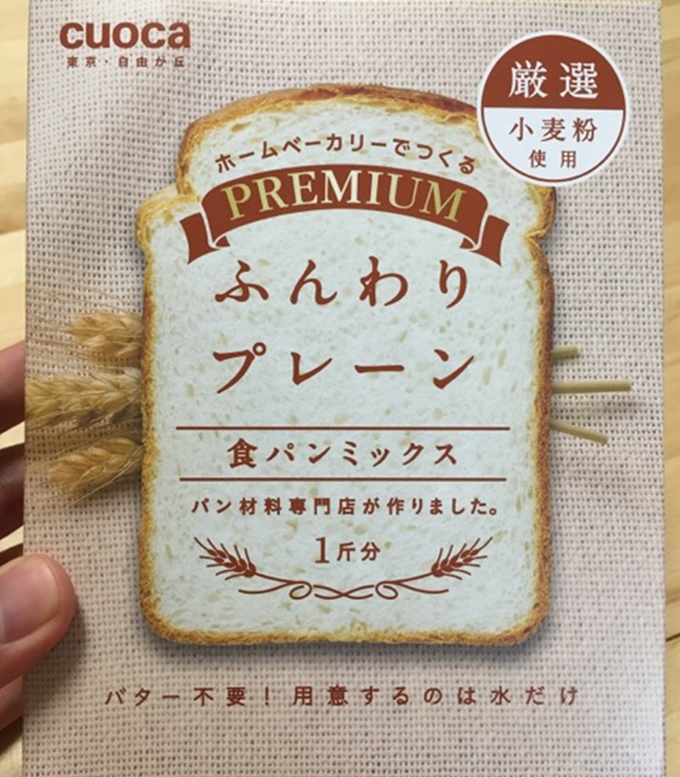 cuoca
東京・自由が丘
厳選
小麦粉
使用
ホームベーカリーでつくる
PREMIUM
ふんわり
プレーン
食パンミックス
パン材料専門店が作りました。
1斤分
バター不要！用意するのは水だけ